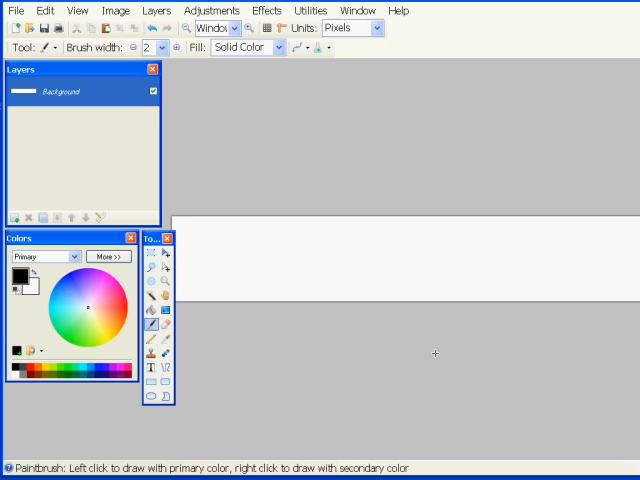 File Edit View Image Layers Adjustments Effects Utilities Window Help
Window Units: Pixels
Tool: Brush width: 2 Fill: Solid Color
Layers
Background
Colors
To...
Primary More >>
Paintbrush: Left click to draw with primary color, right click to draw with secondary color